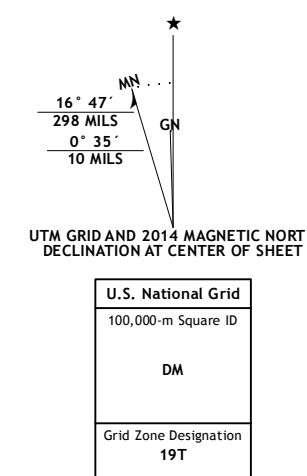 MN
16° 47´
298 MILS
GN
0° 35´
10 MILS
UTM GRID AND 2014 MAGNETIC NORT
DECLINATION AT CENTER OF SHEET
U.S. National Grid
100,000-m Square ID
DM
Grid Zone Designation
19T